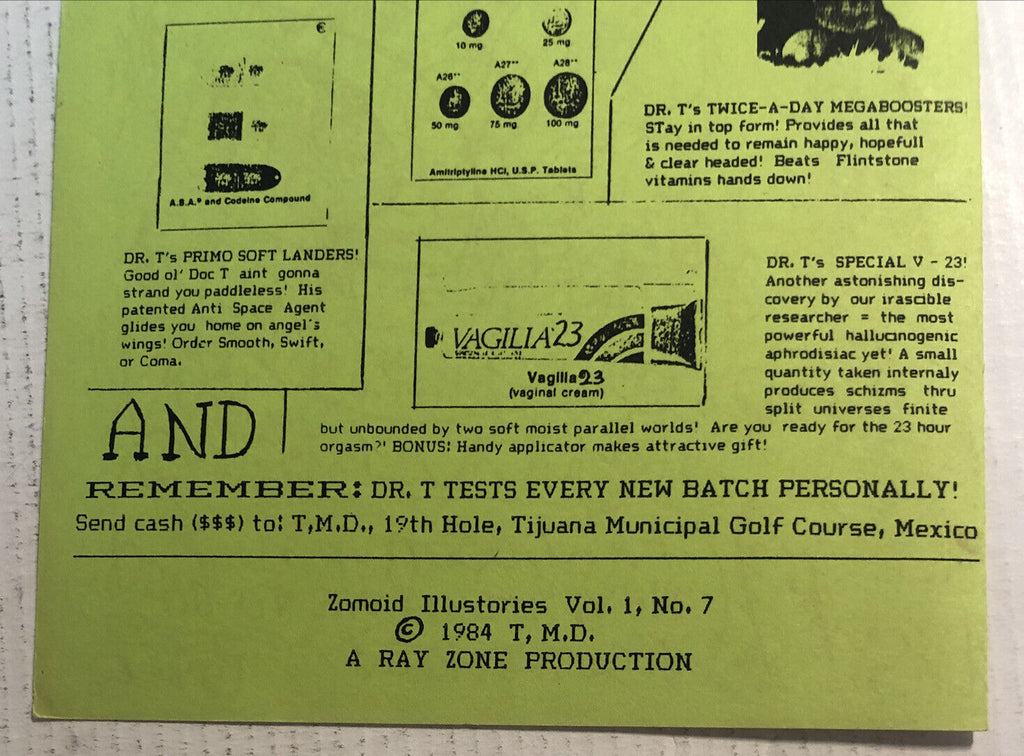 €
10 mg
25 mg
A26** A27** A28**
50 mg 75 mg 100 mg
Amitriptyline HCl, U.S.P. Tablets
A.S.A.® and Codeine Compound
DR. T's TWICE-A-DAY MEGABOOSTERS!
STay in top form! Provides all that
is needed to remain happy, hopefull
& clear headed! Beats Flintstone
vitamins hands down!
DR. T's PRIMO SOFT LANDERS!
Good ol' Doc T aint gonna
strand you paddleless! His
patented Anti Space Agent
glides you home on angel's
wings! Order Smooth, Swift,
or Coma.
VAGILIA 23
Vagilia 23
(vaginal cream)
DR. T's SPECIAL V - 23!
Another astonishing dis-
covery by our irascible
researcher = the most
powerful hallucinogenic
aphrodisiac yet! A small
quantity taken internaly
produces schizms thru
split universes finite
but unbounded by two soft moist parallel worlds! Are you ready for the 23 hour
orgasm?! BONUS! Handy applicator makes attractive gift!
AND
REMEMBER: DR. T TESTS EVERY NEW BATCH PERSONALLY!
Send cash ($$$) to: T,M.D., 19th Hole, Tijuana Municipal Golf Course, Mexico
Zomoid Illustories Vol. 1, No. 7
© 1984 T, M.D.
A RAY ZONE PRODUCTION